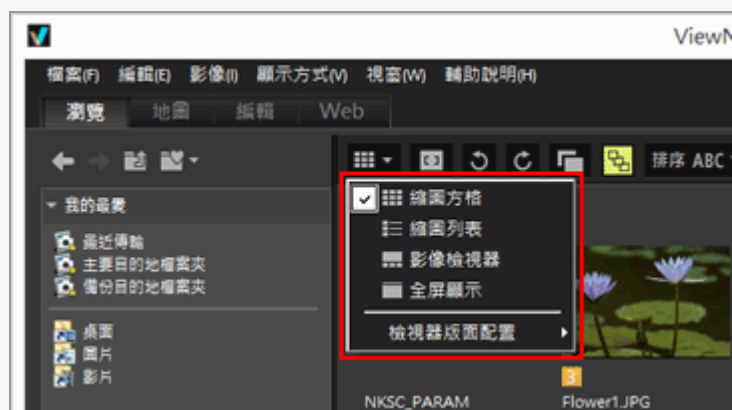 ViewN
檔案(F) 編輯(E) 影像(I) 顯示方式(V) 視窗(W) 輔助說明(H)
瀏覽 地圖 編輯 Web
排序 ABC
我的最愛
最近傳輸
主要目的地檔案夾
備份目的地檔案夾
桌面
圖片
影片
縮圖方格
縮圖列表
影像檢視器
全屏顯示
檢視器版面配置
3
NKSC_PARAM Flower1.JPG